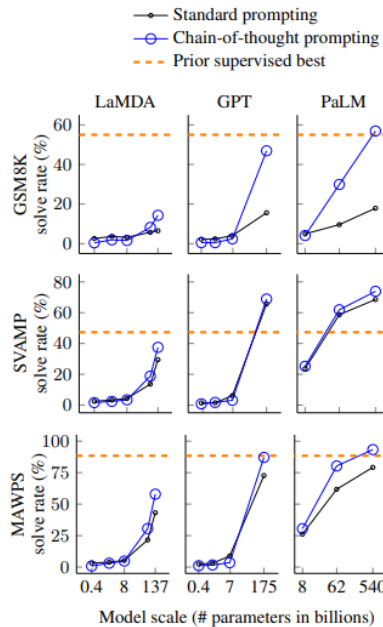 Standard prompting
Chain-of-thought prompting
Prior supervised best
LaMDA GPT PaLM
GSM8K
solve rate (%)
60
40
20
0
SVAMP
solve rate (%)
80
60
40
20
0
MAWPS
solve rate (%)
100
75
50
25
0
0.4 8 137 0.4 7 175 8 62 540
Model scale (# parameters in billions)